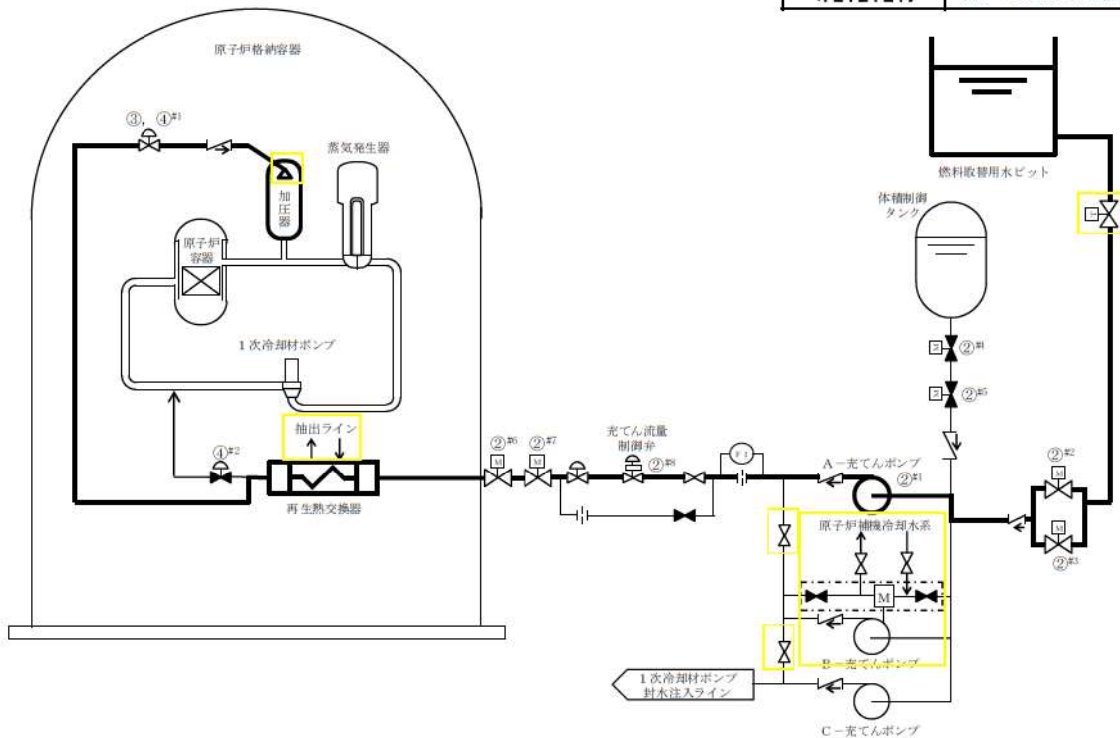 原子炉格納容器
③，④#1
蒸気発生器
加圧器
原子炉
容器
1次冷却材ポンプ
抽出ライン
④#2
再生熱交換器
燃料取替用水ピット
体積制御
タンク
M
②#4
M
②#5
②#6
M
②#7
M
充てん流量
制御弁
②#8
F I
A－充てんポンプ
②#1
②#2
M
M
②#3
原子炉補機冷却水系
M
B－充てんポンプ
1次冷却材ポンプ
封水注入ライン
C－充てんポンプ